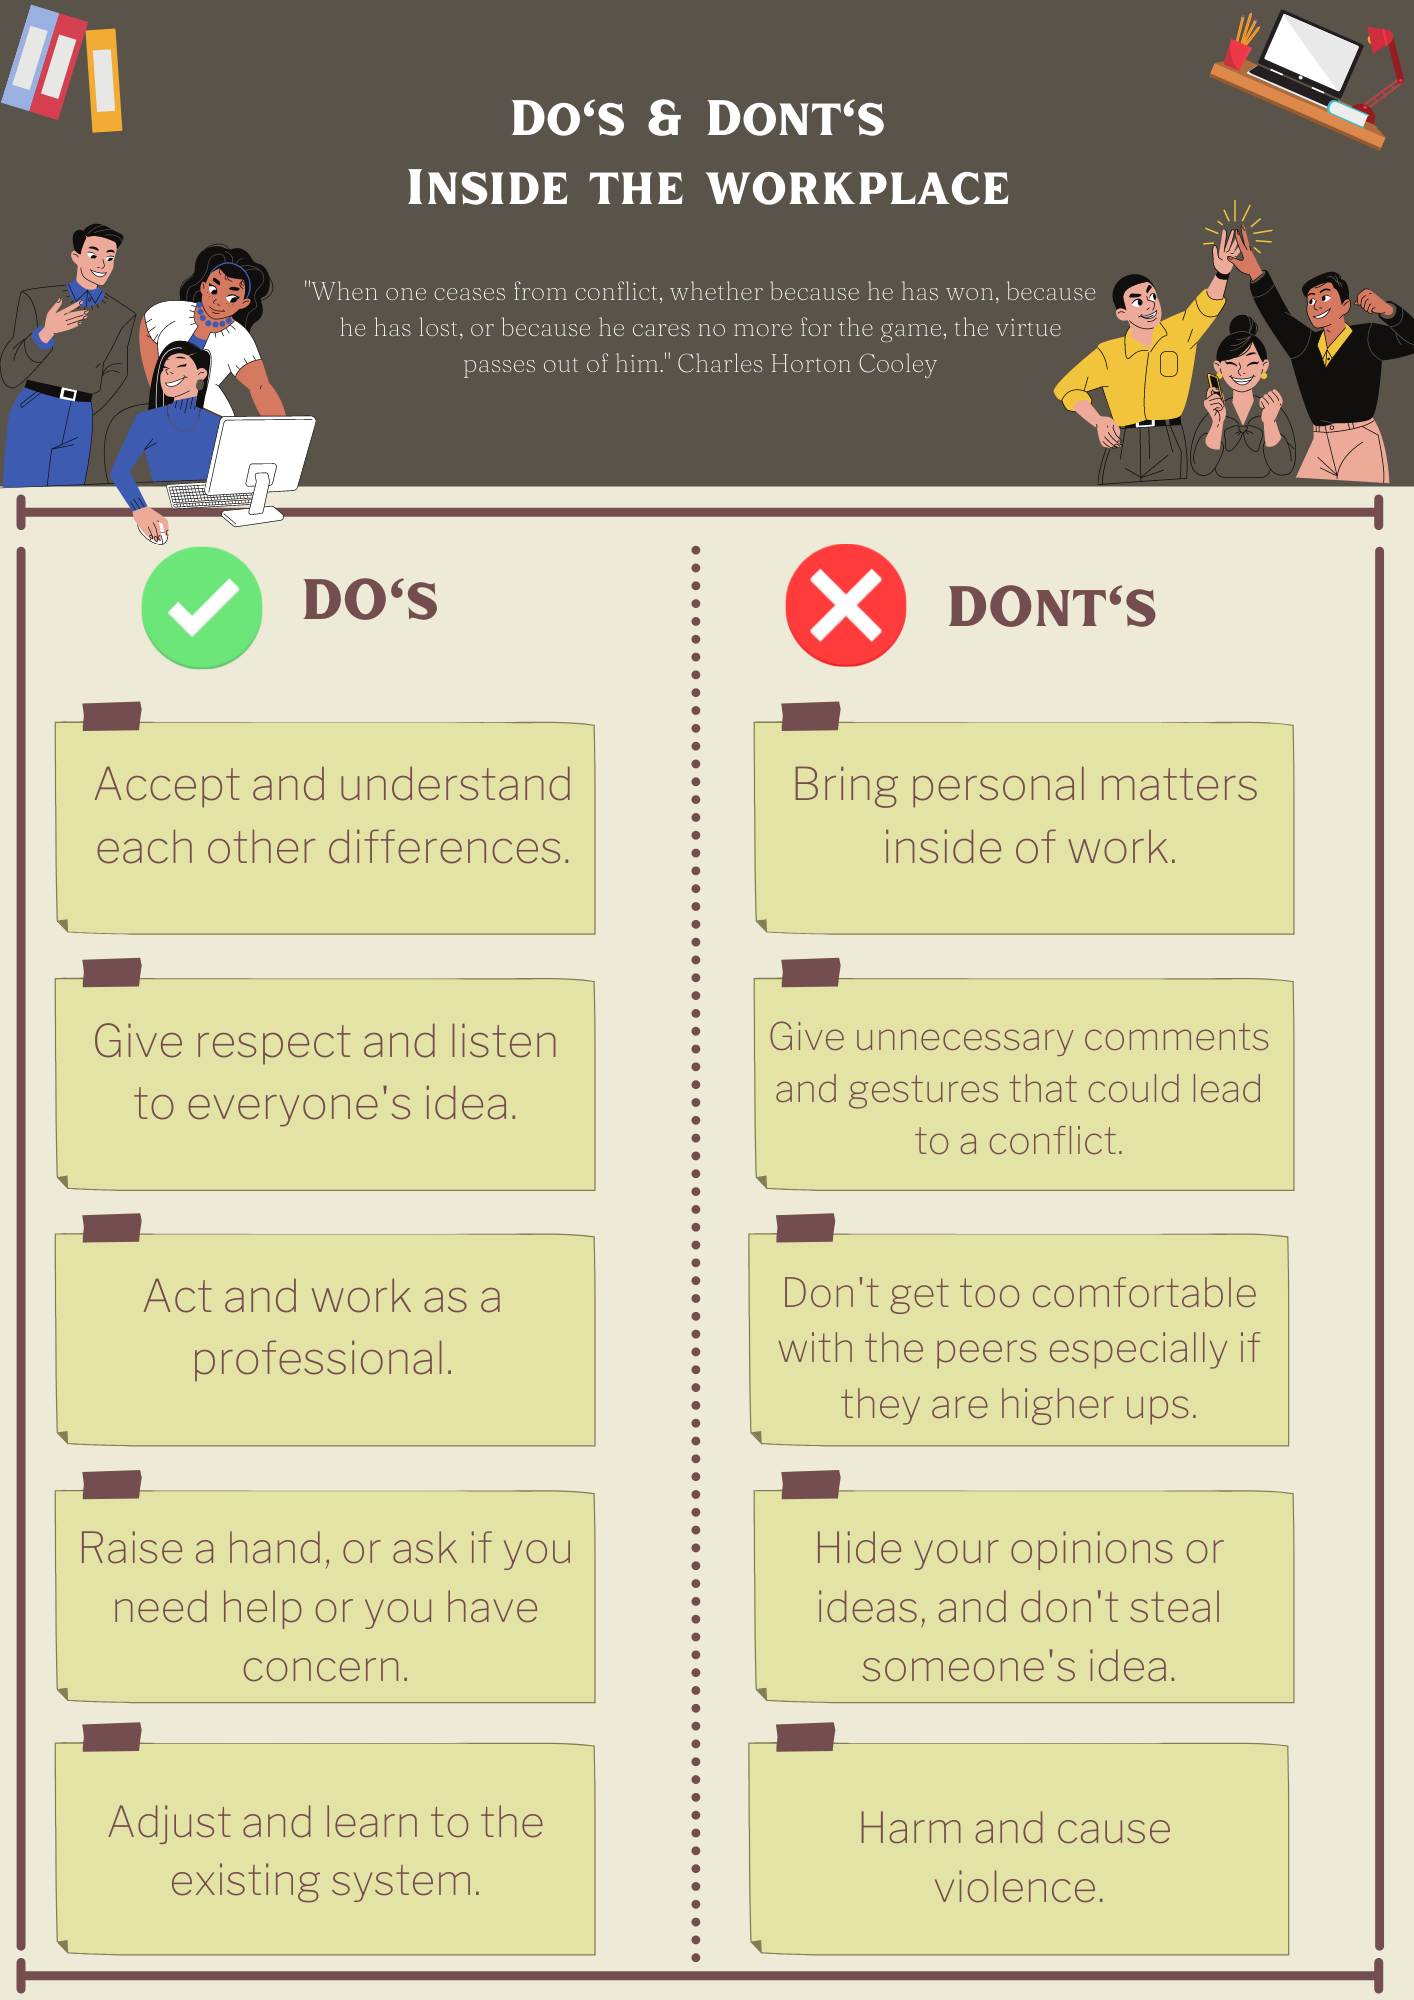 Do‘s & Dont‘s
Inside the workplace
"When one ceases from conflict, whether because he has won, because
he has lost, or because he cares no more for the game, the virtue
passes out of him." Charles Horton Cooley
DO‘S
DONT‘S
Accept and understand
each other differences.
Give respect and listen
to everyone's idea.
Act and work as a
professional.
Raise a hand, or ask if you
need help or you have
concern.
Adjust and learn to the
existing system.
Bring personal matters
inside of work.
Give unnecessary comments
and gestures that could lead
to a conflict.
Don't get too comfortable
with the peers especially if
they are higher ups.
Hide your opinions or
ideas, and don't steal
someone's idea.
Harm and cause
violence.